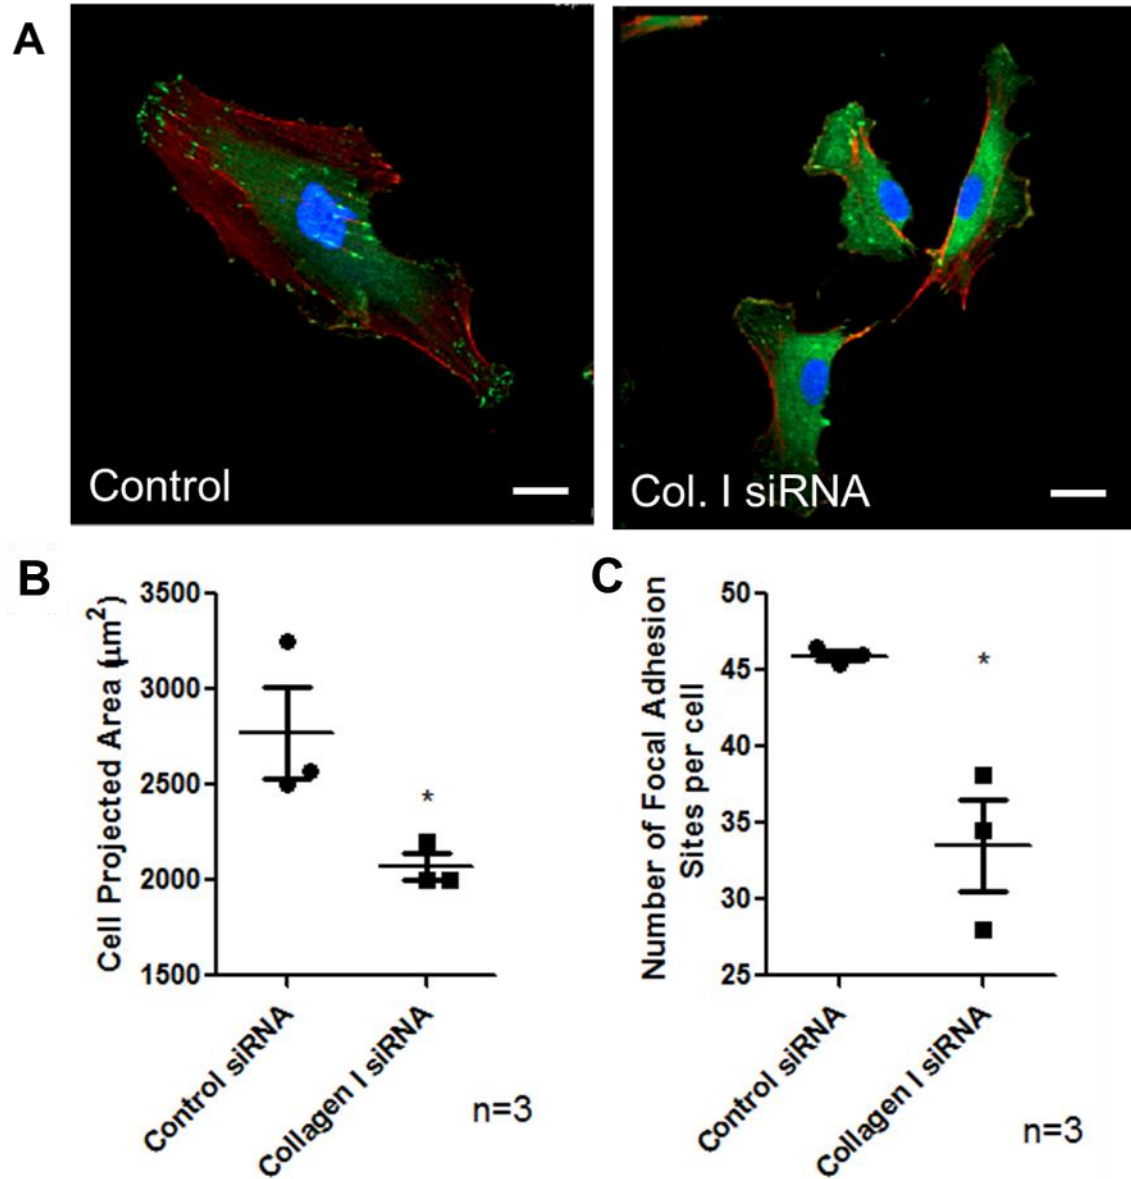 A
Control
Col. I siRNA
B
Cell Projected Area (µm²)
3500
3000
2500
2000
1500
*
Control siRNA
Collagen I siRNA
n=3
C
Number of Focal Adhesion
Sites per cell
50
45
40
35
30
25
*
Control siRNA
Collagen I siRNA
n=3